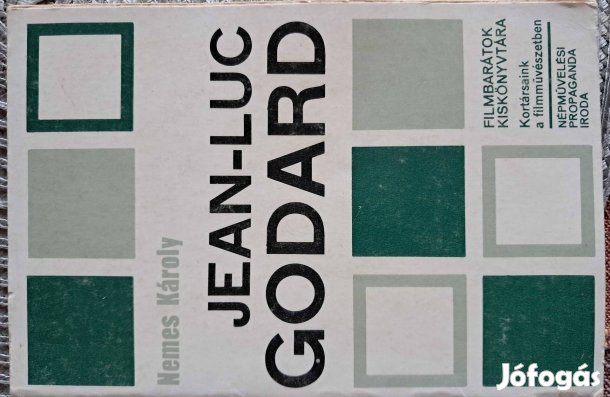 Nemes Károly
JEAN-LUC
GODARD
FILMBARÁTOK
KISKÖNYVTÁRA
Kortársaink
a filmművészetben
NÉPMŰVELÉSI
PROPAGANDA
IRODA
Jófogás